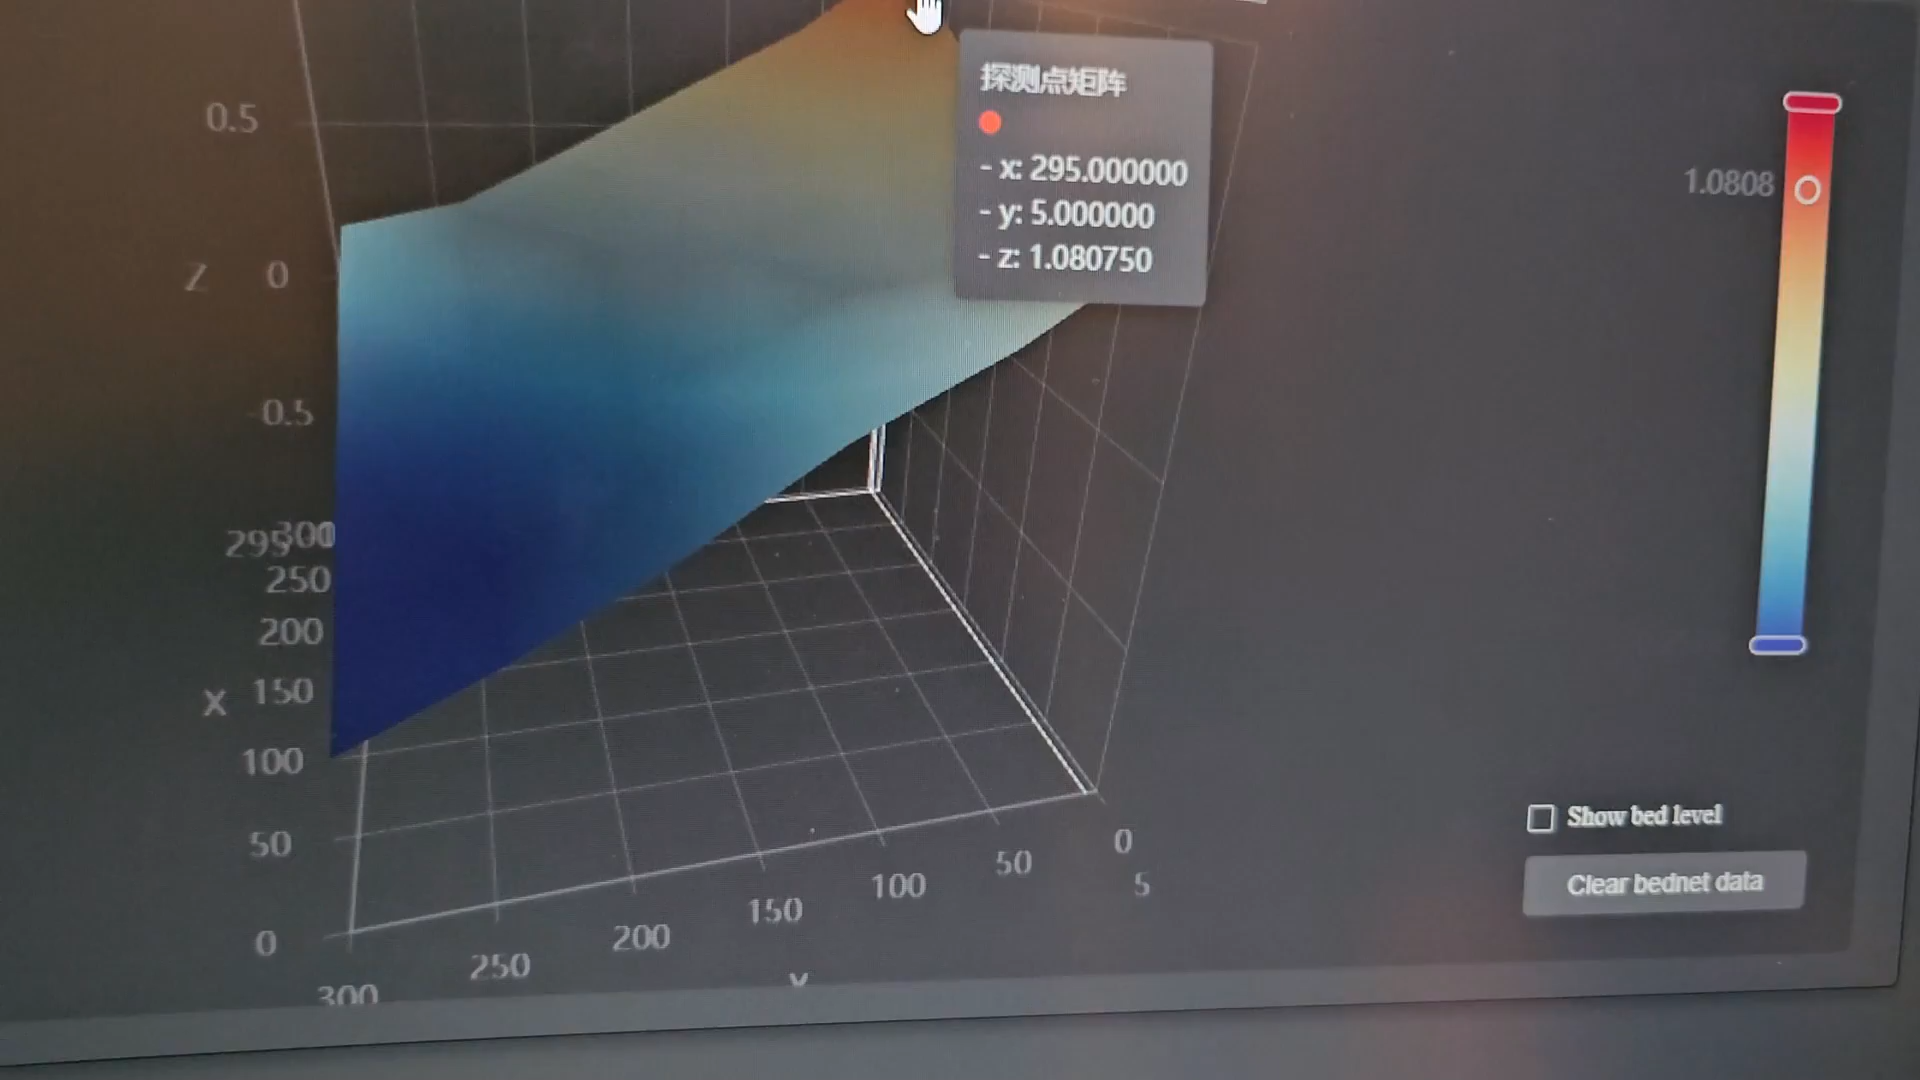 0.5
探测点矩阵
- x: 295.000000
- y: 5.000000
- z: 1.080750
1.0808
Z
0
-0.5
300
295
250
200
X
150
100
50
0
300
250
200
150
100
50
0
5
Y
Show bed level
Clear bednet data